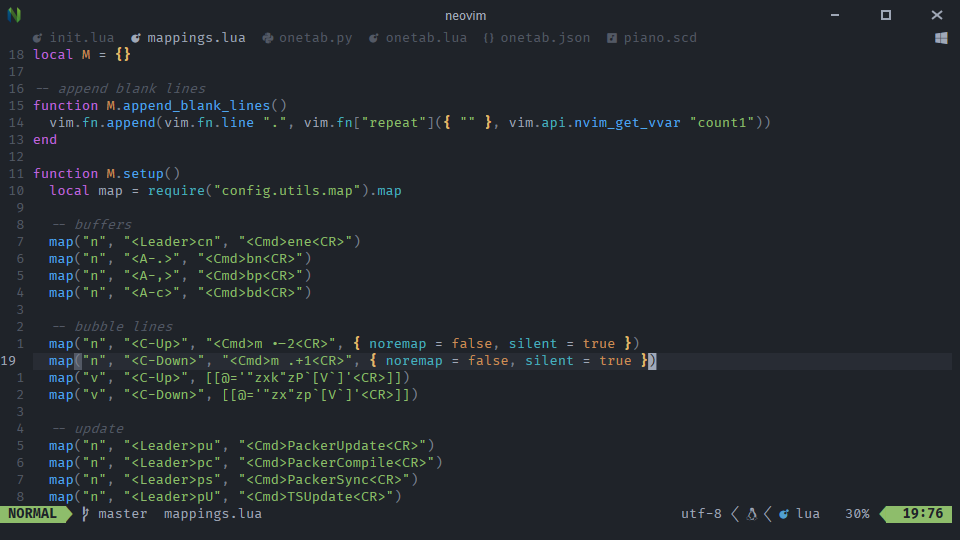 neovim
init.lua mappings.lua onetab.py onetab.lua {} onetab.json piano.scd
18 local M = {}
17
16 -- append blank lines
15 function M.append_blank_lines()
14 vim.fn.append(vim.fn.line ".", vim.fn["repeat"]({ "" }, vim.api.nvim_get_vvar "count1"))
13 end
12
11 function M.setup()
10 local map = require("config.utils.map").map
9
8 -- buffers
7 map("n", "<Leader>cn", "<Cmd>ene<CR>")
6 map("n", "<A-.>", "<Cmd>bn<CR>")
5 map("n", "<A-,>", "<Cmd>bp<CR>")
4 map("n", "<A-c>", "<Cmd>bd<CR>")
3
2 -- bubble lines
1 map("n", "<C-Up>", "<Cmd>m .-2<CR>", { noremap = false, silent = true })
19 map("n", "<C-Down>", "<Cmd>m .+1<CR>", { noremap = false, silent = true })
1 map("v", "<C-Up>", [[@='"zxk"zP`[V`]'<CR>]])
2 map("v", "<C-Down>", [[@='"zx"zp`[V`]'<CR>]])
3
4 -- update
5 map("n", "<Leader>pu", "<Cmd>PackerUpdate<CR>")
6 map("n", "<Leader>pc", "<Cmd>PackerCompile<CR>")
7 map("n", "<Leader>ps", "<Cmd>PackerSync<CR>")
8 map("n", "<Leader>pU", "<Cmd>TSUpdate<CR>")
NORMAL master mappings.lua utf-8 lua 30% 19:76